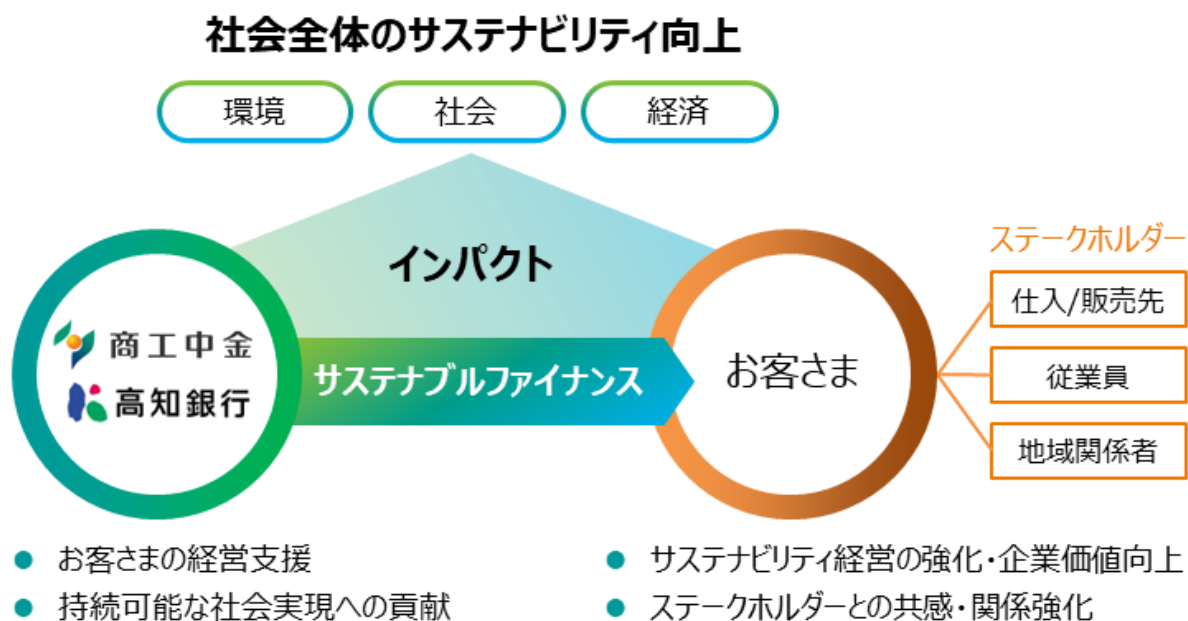 社会全体のサステナビリティ向上
環境
社会
経済
インパクト
商工中金
高知銀行
サステナブルファイナンス
お客さま
ステークホルダー
仕入/販売先
従業員
地域関係者
● お客さまの経営支援
● 持続可能な社会実現への貢献
● サステナビリティ経営の強化・企業価値向上
● ステークホルダーとの共感・関係強化